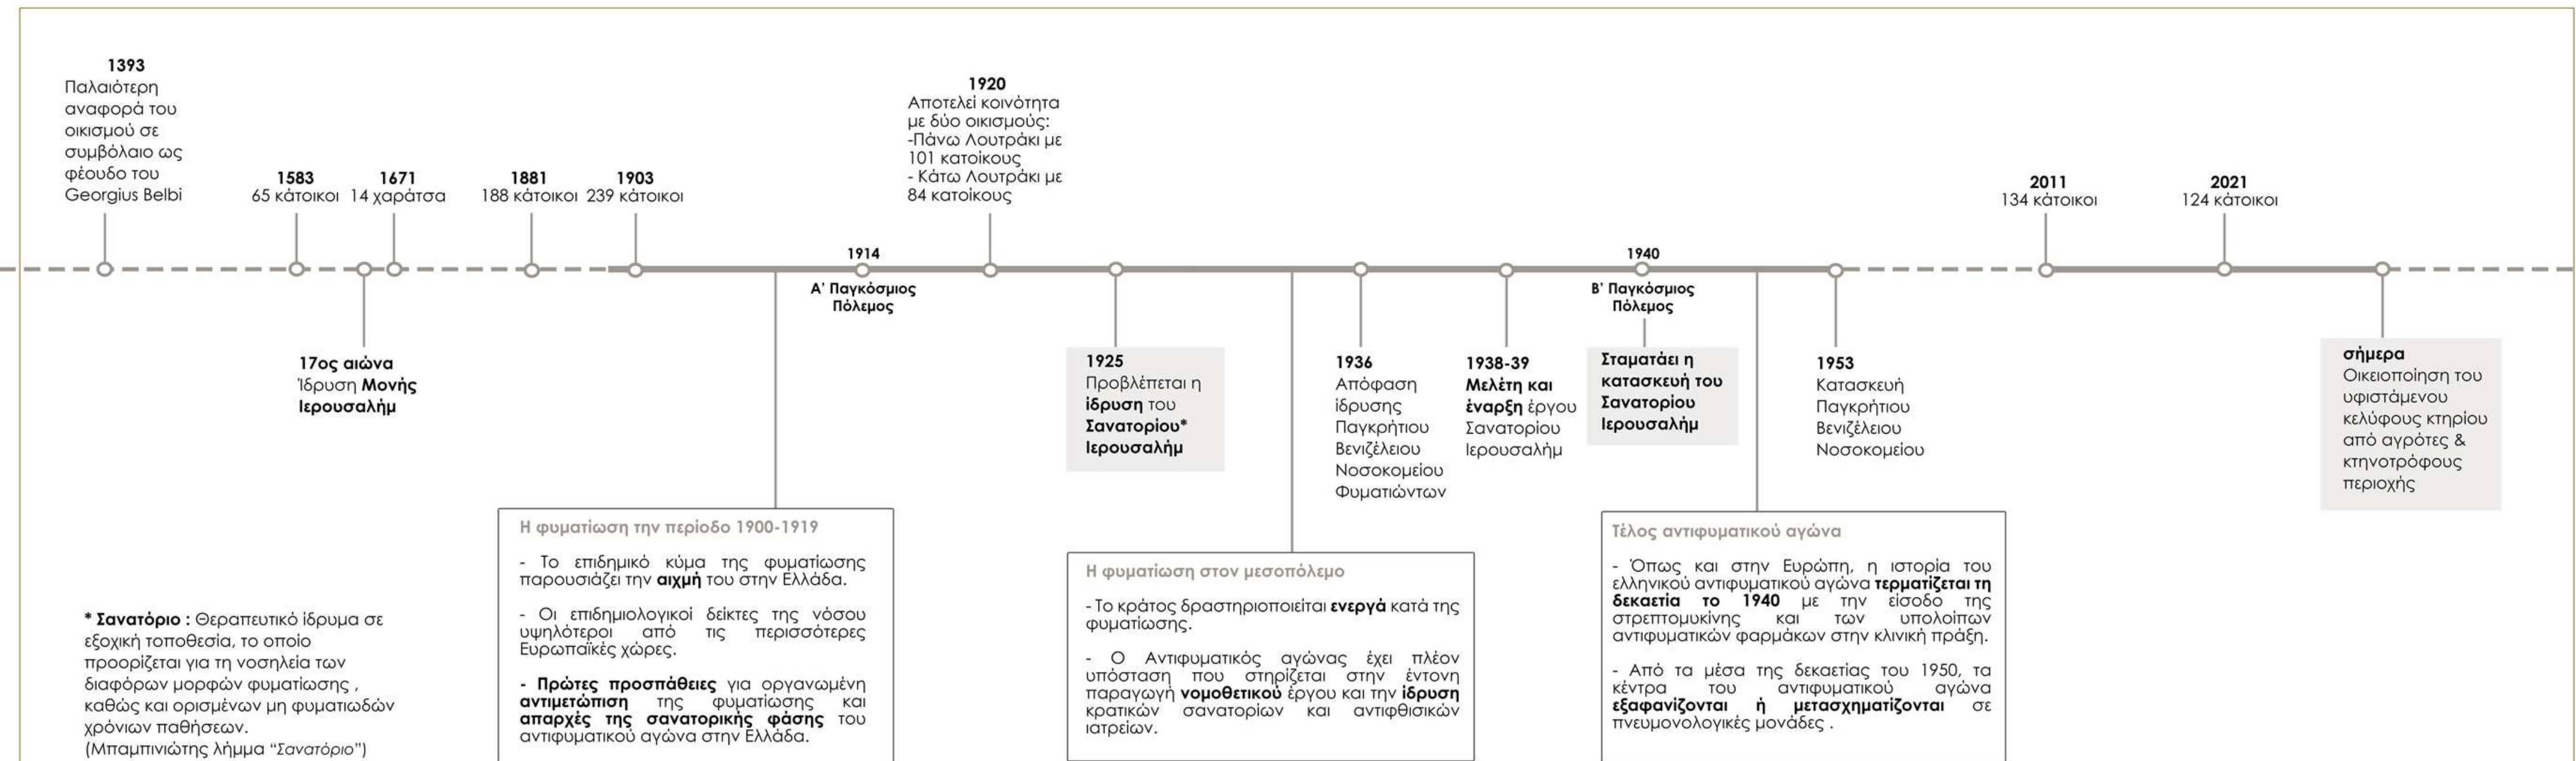 1393
Παλαιότερη
αναφορά του
οικισμού σε
συμβόλαιο ως
φέουδο του
Georgius Belbi
1583
65 κάτοικοι
1671
14 χαράτσα
1881
188 κάτοικοι
1903
239 κάτοικοι
1920
Αποτελεί κοινότητα
με δύο οικισμούς:
-Πάνω Λουτράκι με
101 κατοίκους
- Κάτω Λουτράκι με
84 κατοίκους
2011
134 κάτοικοι
2021
124 κάτοικοι
1914
Α' Παγκόσμιος
Πόλεμος
1940
Β' Παγκόσμιος
Πόλεμος
17ος αιώνα
Ίδρυση Μονής
Ιερουσαλήμ
1925
Προβλέπεται η
ίδρυση του
Σανατορίου*
Ιερουσαλήμ
1936
Απόφαση
ίδρυσης
Παγκρήτιου
Βενιζέλειου
Νοσοκομείου
Φυματιώντων
1938-39
Μελέτη και
έναρξη έργου
Σανατορίου
Ιερουσαλήμ
Σταματάει η
κατασκευή του
Σανατορίου
Ιερουσαλήμ
1953
Κατασκευή
Παγκρήτιου
Βενιζέλειου
Νοσοκομείου
σήμερα
Οικειοποίηση του
υφιστάμενου
κελύφους κτηρίου
από αγρότες &
κτηνοτρόφους
περιοχής
* Σανατόριο : Θεραπευτικό ίδρυμα σε
εξοχική τοποθεσία, το οποίο
προορίζεται για τη νοσηλεία των
διαφόρων μορφών φυματίωσης ,
καθώς και ορισμένων μη φυματιωδών
χρόνιων παθήσεων.
(Μπαμπινιώτης λήμμα “Σανατόριο”)
Η φυματίωση την περίοδο 1900-1919
- Το επιδημικό κύμα της φυματίωσης
παρουσιάζει την αιχμή του στην Ελλάδα.
- Οι επιδημιολογικοί δείκτες της νόσου
υψηλότεροι από τις περισσότερες
Ευρωπαϊκές χώρες.
- Πρώτες προσπάθειες για οργανωμένη
αντιμετώπιση της φυματίωσης και
απαρχές της σανατορικής φάσης του
αντιφυματικού αγώνα στην Ελλάδα.
Η φυματίωση στον μεσοπόλεμο
- Το κράτος δραστηριοποιείται ενεργά κατά της
φυματίωσης.
- Ο Αντιφυματικός αγώνας έχει πλέον
υπόσταση που στηρίζεται στην έντονη
παραγωγή νομοθετικού έργου και την ίδρυση
κρατικών σανατορίων και αντιφθισικών
ιατρείων.
Τέλος αντιφυματικού αγώνα
- Όπως και στην Ευρώπη, η ιστορία του
ελληνικού αντιφυματικού αγώνα τερματίζεται τη
δεκαετία το 1940 με την είσοδο της
στρεπτομυκίνης και των υπολοίπων
αντιφυματικών φαρμάκων στην κλινική πράξη.
- Από τα μέσα της δεκαετίας του 1950, τα
κέντρα του αντιφυματικού αγώνα
εξαφανίζονται ή μετασχηματίζονται σε
πνευμονολογικές μονάδες .